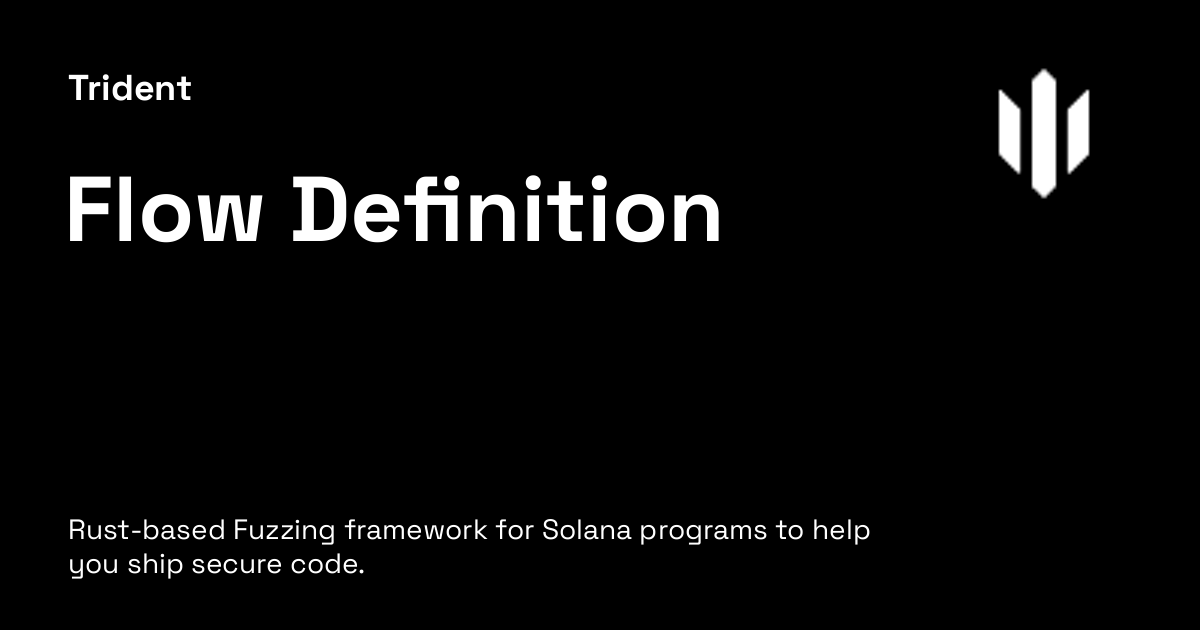 Trident
Flow Definition
Rust-based Fuzzing framework for Solana programs to help
you ship secure code.